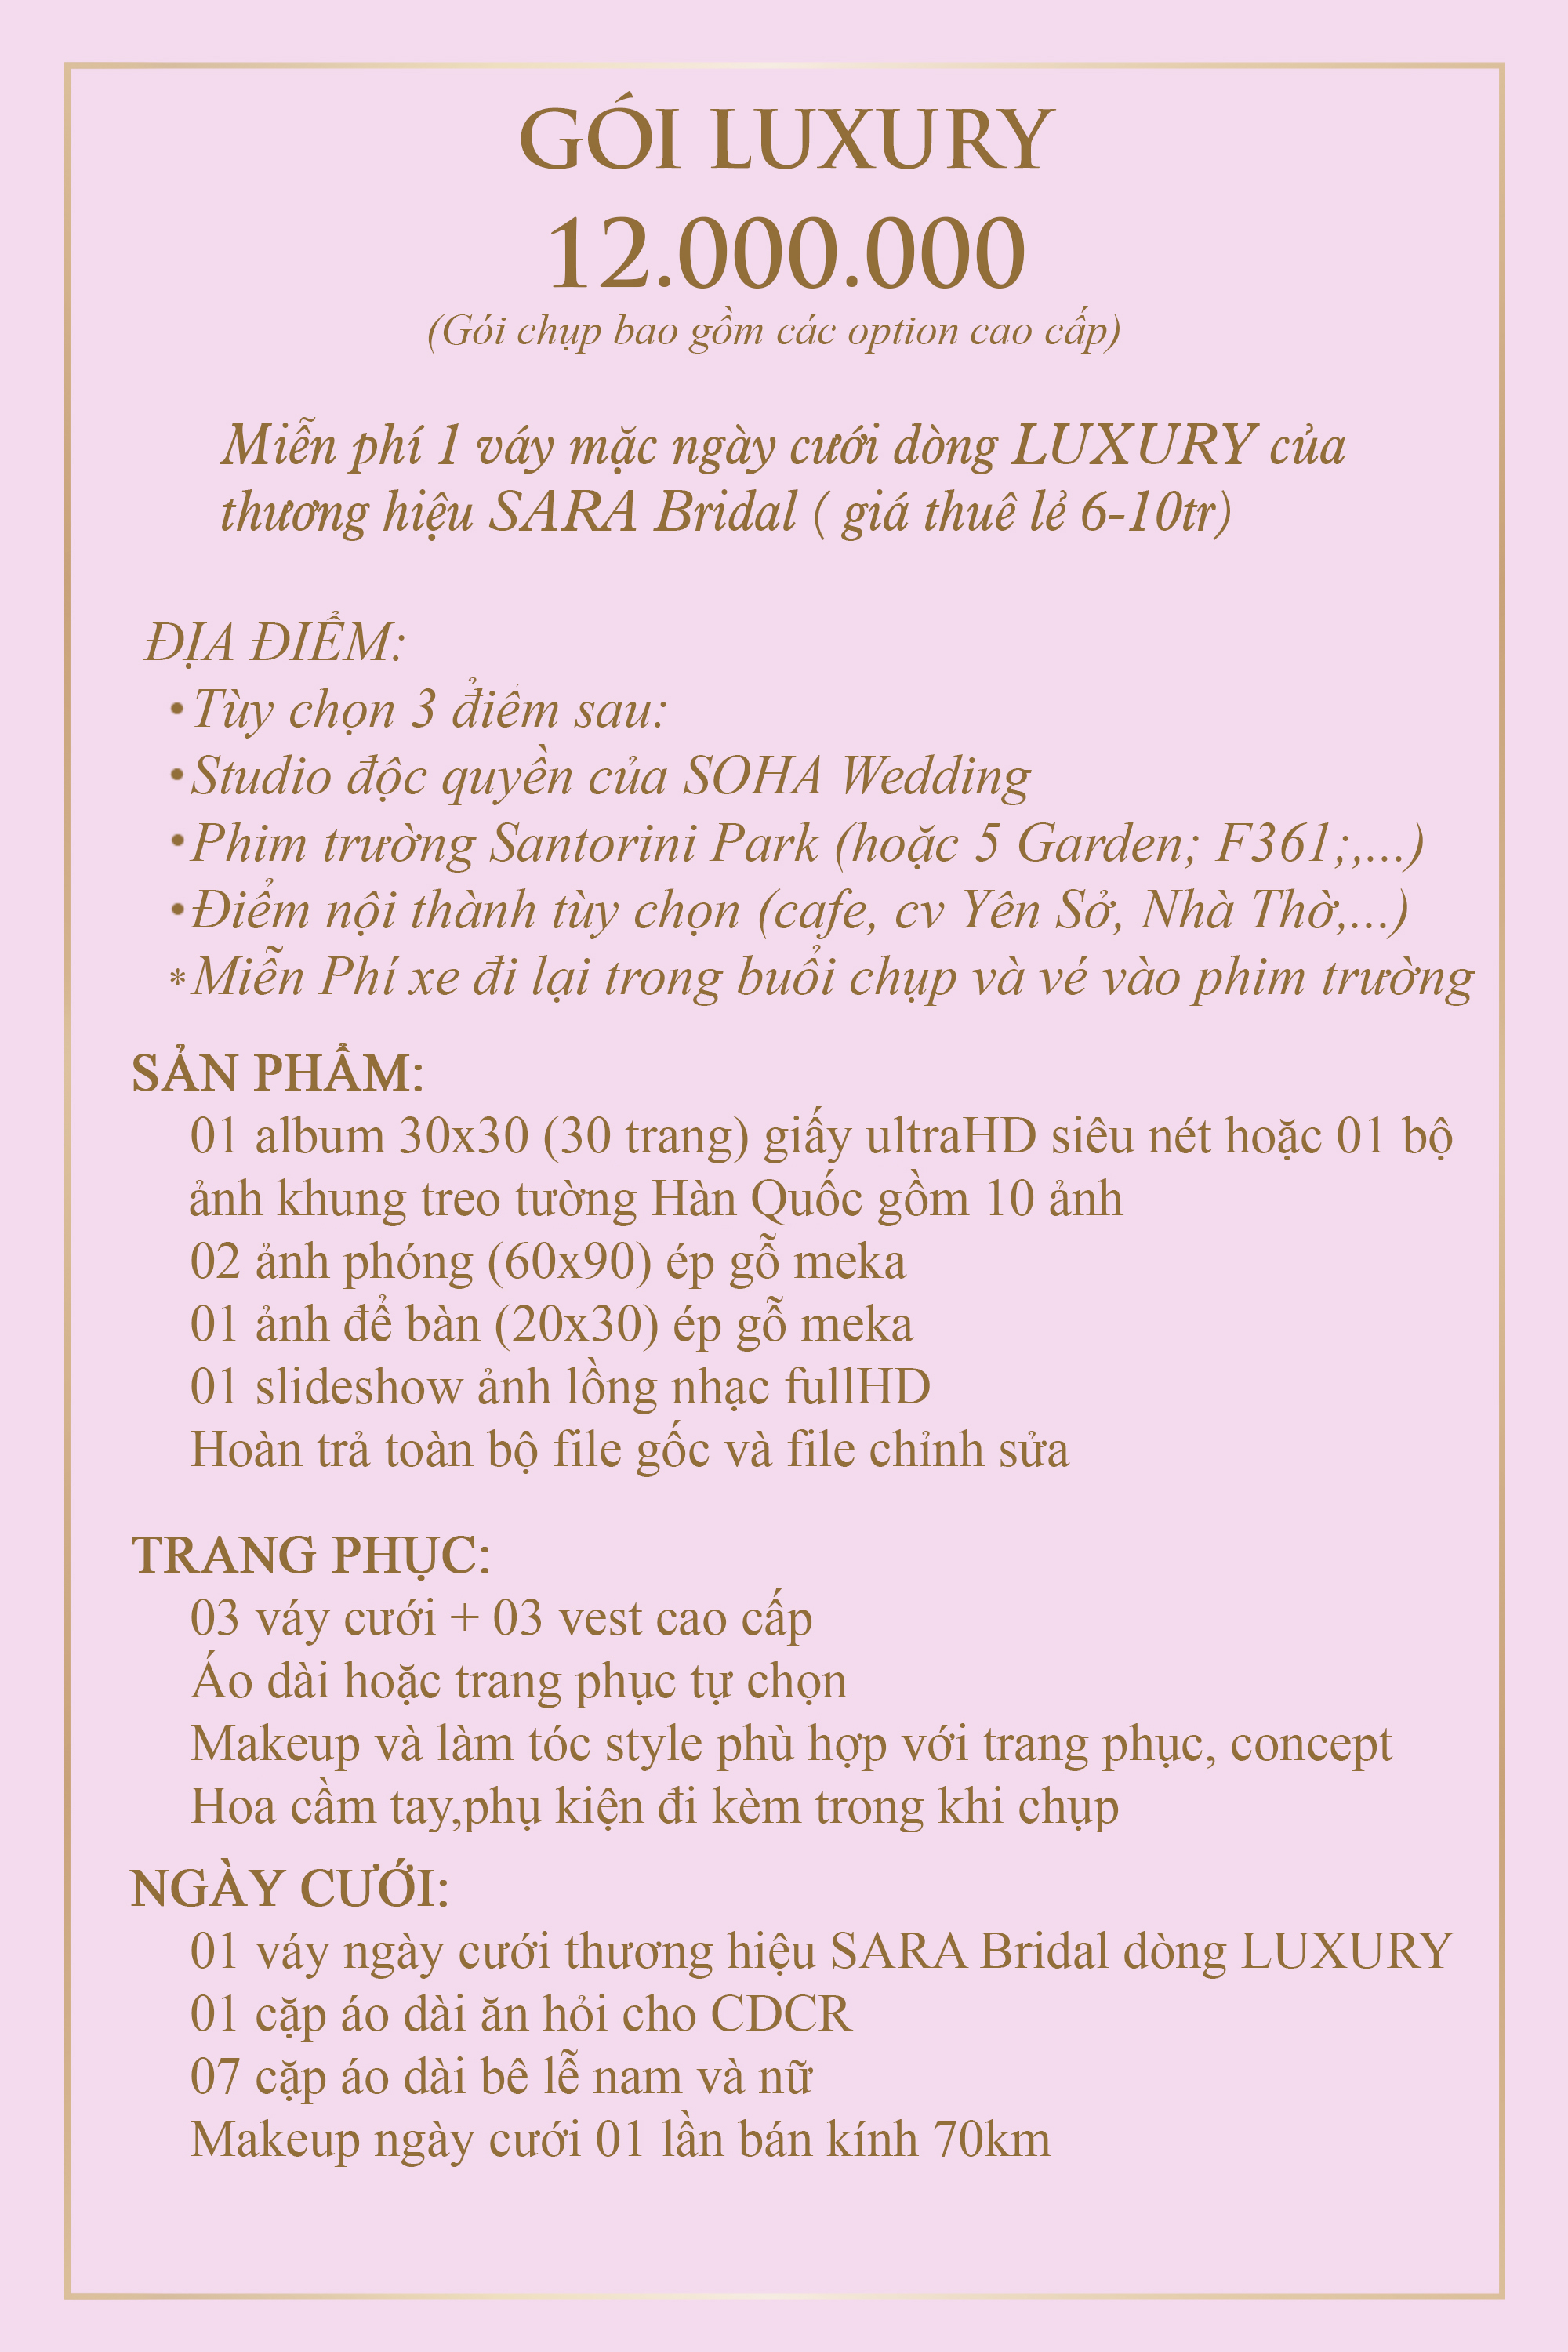 GÓI LUXURY
12.000.000
(Gói chụp bao gồm các option cao cấp)
Miễn phí 1 váy mặc ngày cưới dòng LUXURY của
thương hiệu SARA Bridal ( giá thuê lẻ 6-10tr)
ĐỊA ĐIỂM:
•Tùy chọn 3 điểm sau:
•Studio độc quyền của SOHA Wedding
•Phim trường Santorini Park (hoặc 5 Garden; F361;,...)
•Điểm nội thành tùy chọn (cafe, cv Yên Sở, Nhà Thờ,...)
*Miễn Phí xe đi lại trong buổi chụp và vé vào phim trường
SẢN PHẨM:
01 album 30x30 (30 trang) giấy ultraHD siêu nét hoặc 01 bộ
ảnh khung treo tường Hàn Quốc gồm 10 ảnh
02 ảnh phóng (60x90) ép gỗ meka
01 ảnh để bàn (20x30) ép gỗ meka
01 slideshow ảnh lồng nhạc fullHD
Hoàn trả toàn bộ file gốc và file chỉnh sửa
TRANG PHỤC:
03 váy cưới + 03 vest cao cấp
Áo dài hoặc trang phục tự chọn
Makeup và làm tóc style phù hợp với trang phục, concept
Hoa cầm tay,phụ kiện đi kèm trong khi chụp
NGÀY CƯỚI:
01 váy ngày cưới thương hiệu SARA Bridal dòng LUXURY
01 cặp áo dài ăn hỏi cho CDCR
07 cặp áo dài bê lễ nam và nữ
Makeup ngày cưới 01 lần bán kính 70km